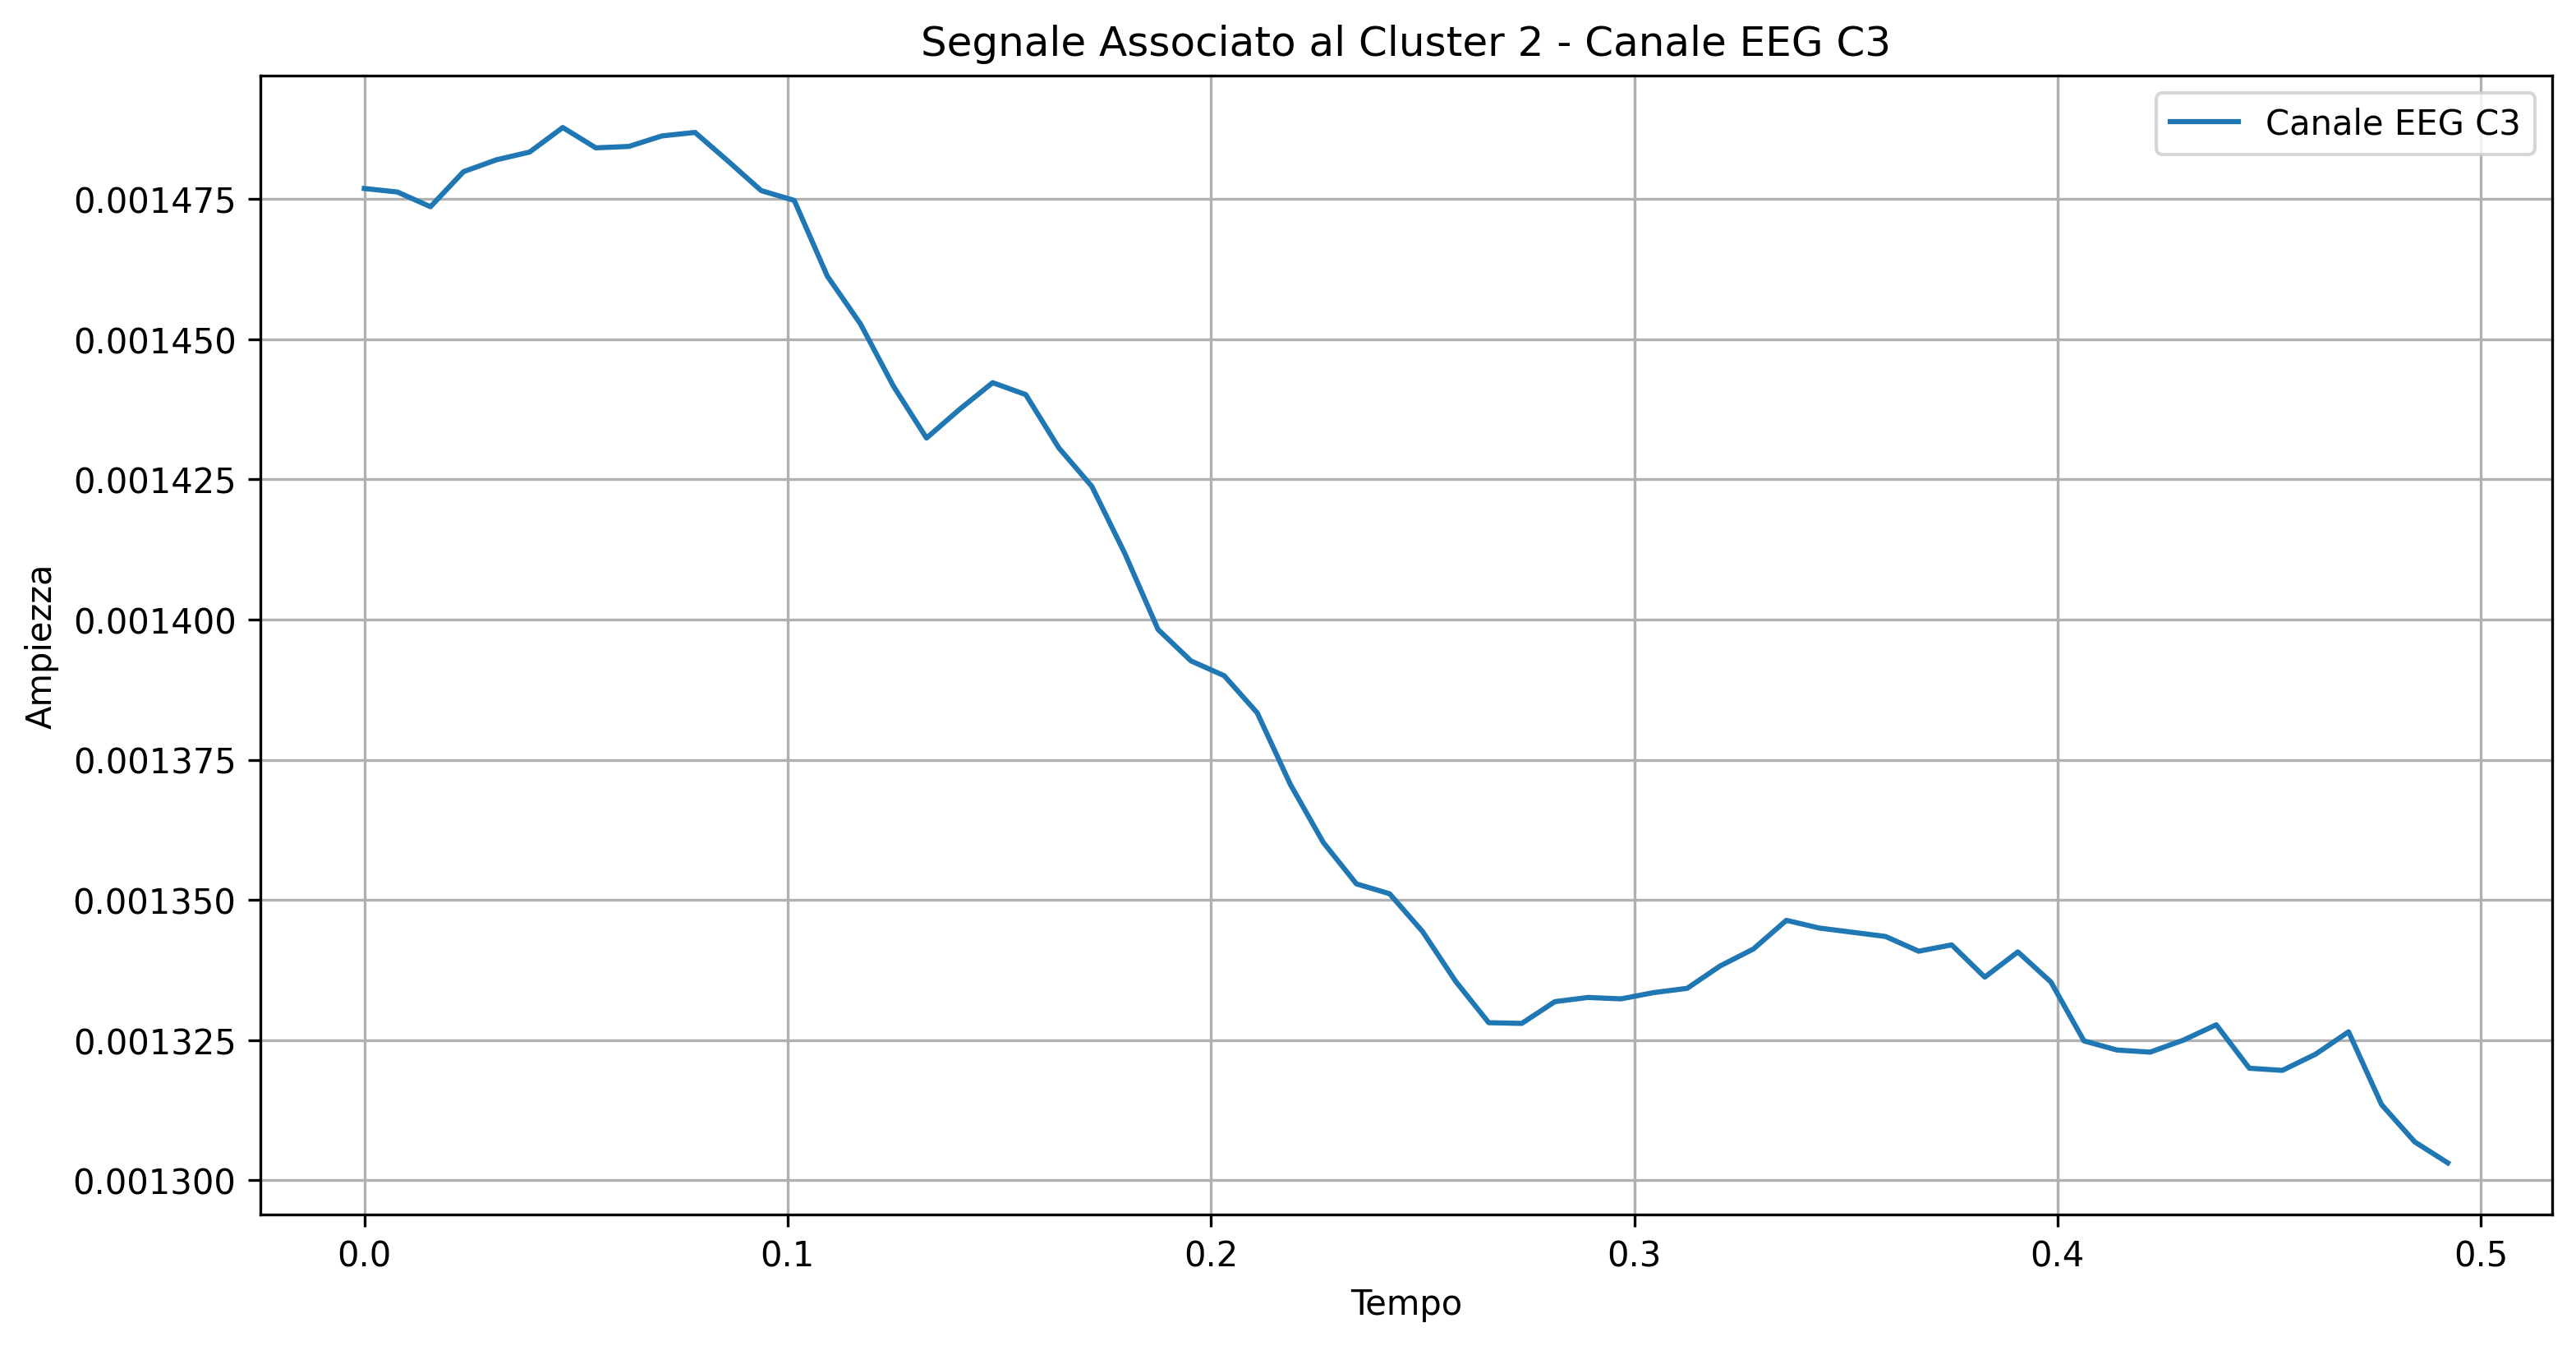 Segnale Associato al Cluster 2 - Canale EEG C3
Canale EEG C3
Ampiezza
0.001475
0.001450
0.001425
0.001400
0.001375
0.001350
0.001325
0.001300
0.0 0.1 0.2 0.3 0.4 0.5
Tempo